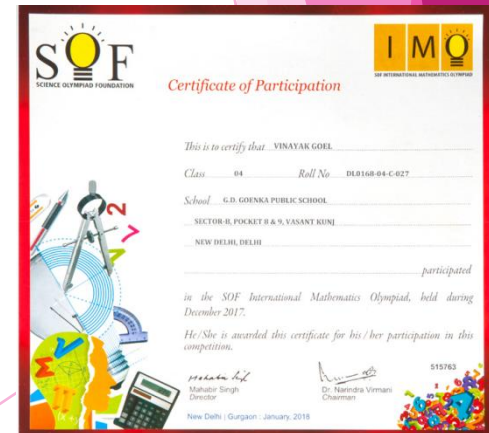 SOF
SCIENCE OLYMPIAD FOUNDATION
IMO
SOF INTERNATIONAL MATHEMATICS OLYMPIAD
Certificate of Participation
This is to certify that VINAYAK GOEL
Class 04 Roll No DL0168-04-C-027
School G.D. GOENKA PUBLIC SCHOOL
SECTOR-B, POCKET 8 & 9, VASANT KUNJ
NEW DELHI, DELHI
participated
in the SOF International Mathematics Olympiad, held during
December 2017.
He/She is awarded this certificate for his/her participation in this
competition.
Mahabir Singh
Director
Dr. Narindra Virmani
Chairman
515763
New Delhi | Gurgaon : January, 2018